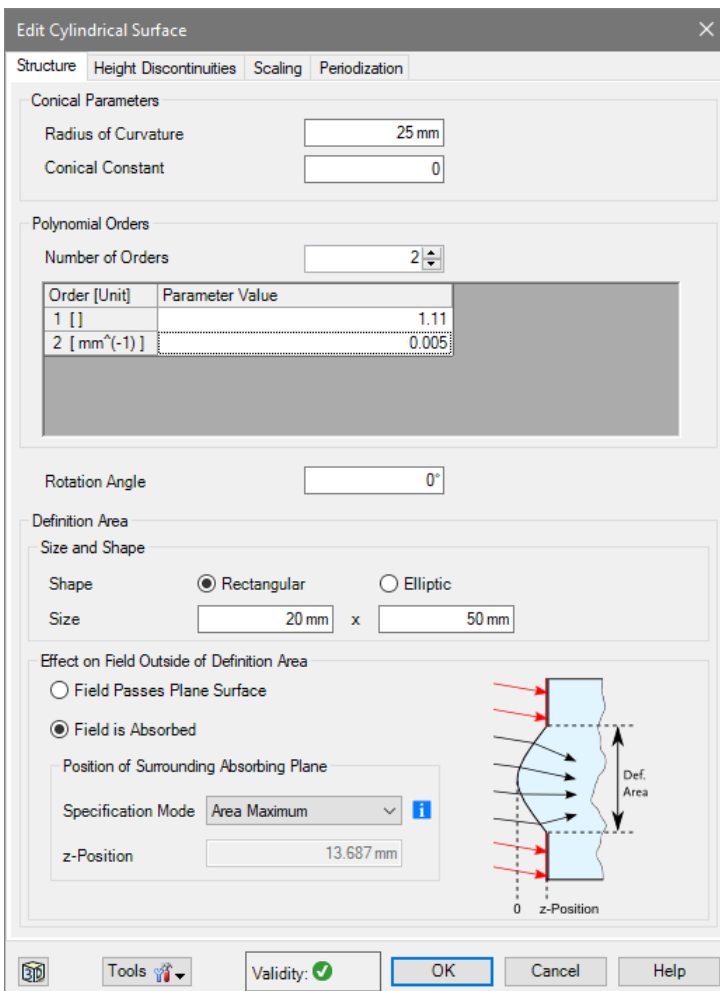 Edit Cylindrical Surface
Structure Height Discontinuities Scaling Periodization
Conical Parameters
Radius of Curvature 25 mm
Conical Constant 0
Polynomial Orders
Number of Orders 2
Order [Unit] Parameter Value
1 [ ] 1.11
2 [ mm^(-1) ] 0.005
Rotation Angle 0°
Definition Area
Size and Shape
Shape Rectangular Elliptic
Size 20 mm x 50 mm
Effect on Field Outside of Definition Area
Field Passes Plane Surface
Field is Absorbed
Position of Surrounding Absorbing Plane
Specification Mode Area Maximum i
z-Position 13.687 mm
Def.
Area
0 z-Position
3D Tools Validity: OK Cancel Help